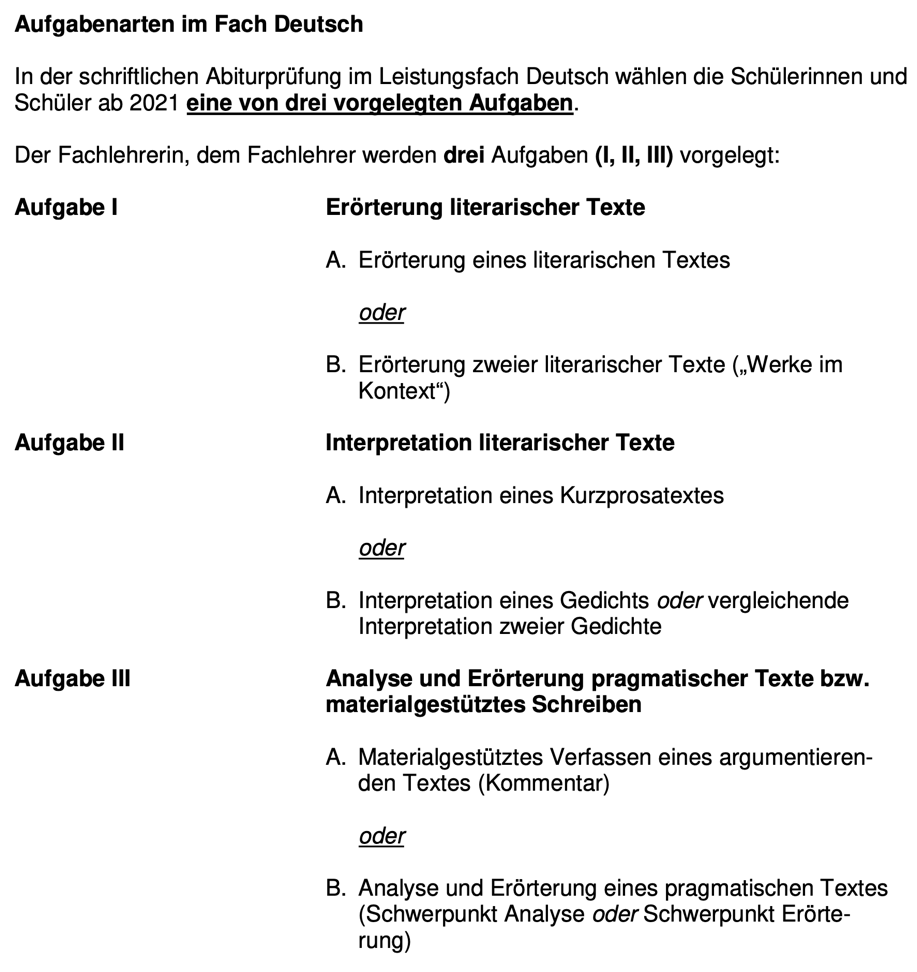 Aufgabenarten im Fach Deutsch
In der schriftlichen Abiturprüfung im Leistungsfach Deutsch wählen die Schülerinnen und
Schüler ab 2021 eine von drei vorgelegten Aufgaben.
Der Fachlehrerin, dem Fachlehrer werden drei Aufgaben (I, II, III) vorgelegt:
Aufgabe I Erörterung literarischer Texte
A. Erörterung eines literarischen Textes
oder
B. Erörterung zweier literarischer Texte („Werke im
Kontext“)
Aufgabe II Interpretation literarischer Texte
A. Interpretation eines Kurzprosatextes
oder
B. Interpretation eines Gedichts oder vergleichende
Interpretation zweier Gedichte
Aufgabe III Analyse und Erörterung pragmatischer Texte bzw.
materialgestütztes Schreiben
A. Materialgestütztes Verfassen eines argumentieren-
den Textes (Kommentar)
oder
B. Analyse und Erörterung eines pragmatischen Textes
(Schwerpunkt Analyse oder Schwerpunkt Erörte-
rung)